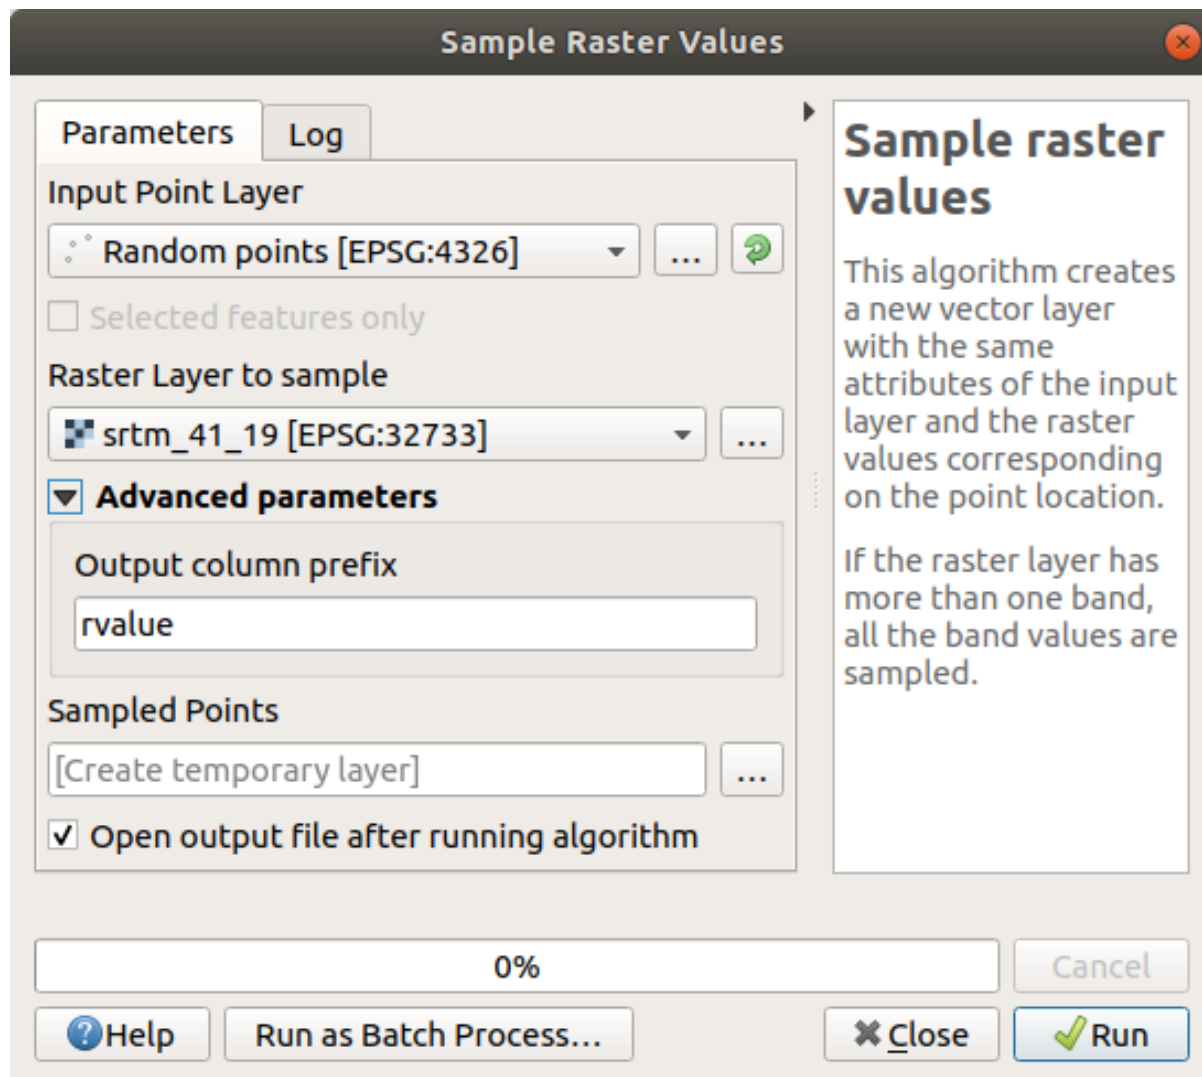 Sample Raster Values
Parameters
Log
Input Point Layer
Random points [EPSG:4326]
...
Selected features only
Raster Layer to sample
srtm_41_19 [EPSG:32733]
...
Advanced parameters
Output column prefix
rvalue
Sampled Points
[Create temporary layer]
...
Open output file after running algorithm
Sample raster
values
This algorithm creates
a new vector layer
with the same
attributes of the input
layer and the raster
values corresponding
on the point location.
If the raster layer has
more than one band,
all the band values are
sampled.
0%
Cancel
Help
Run as Batch Process...
Close
Run